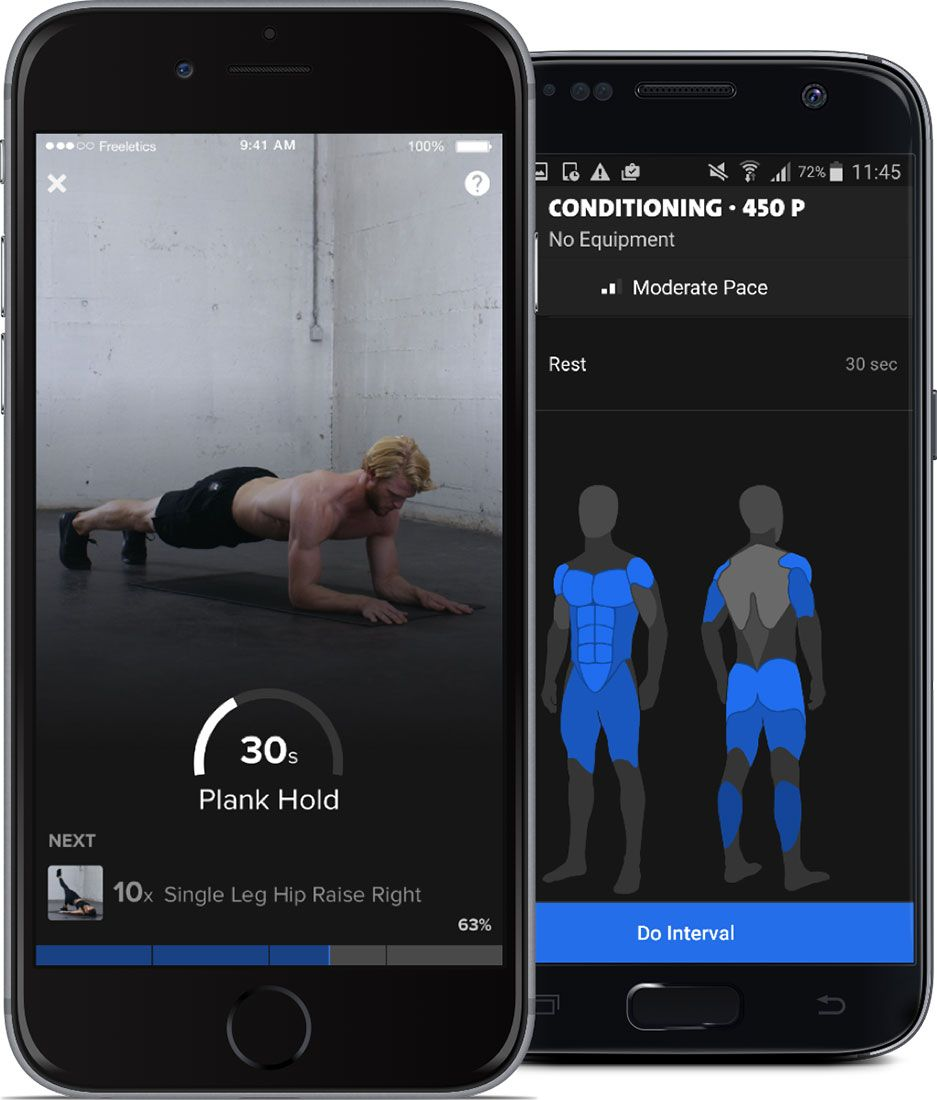 Freeletics 9:41 AM 100%
?
30s
Plank Hold
NEXT
10x Single Leg Hip Raise Right
63%
72% 11:45
CONDITIONING • 450 P
No Equipment
Moderate Pace
Rest 30 sec
Do Interval